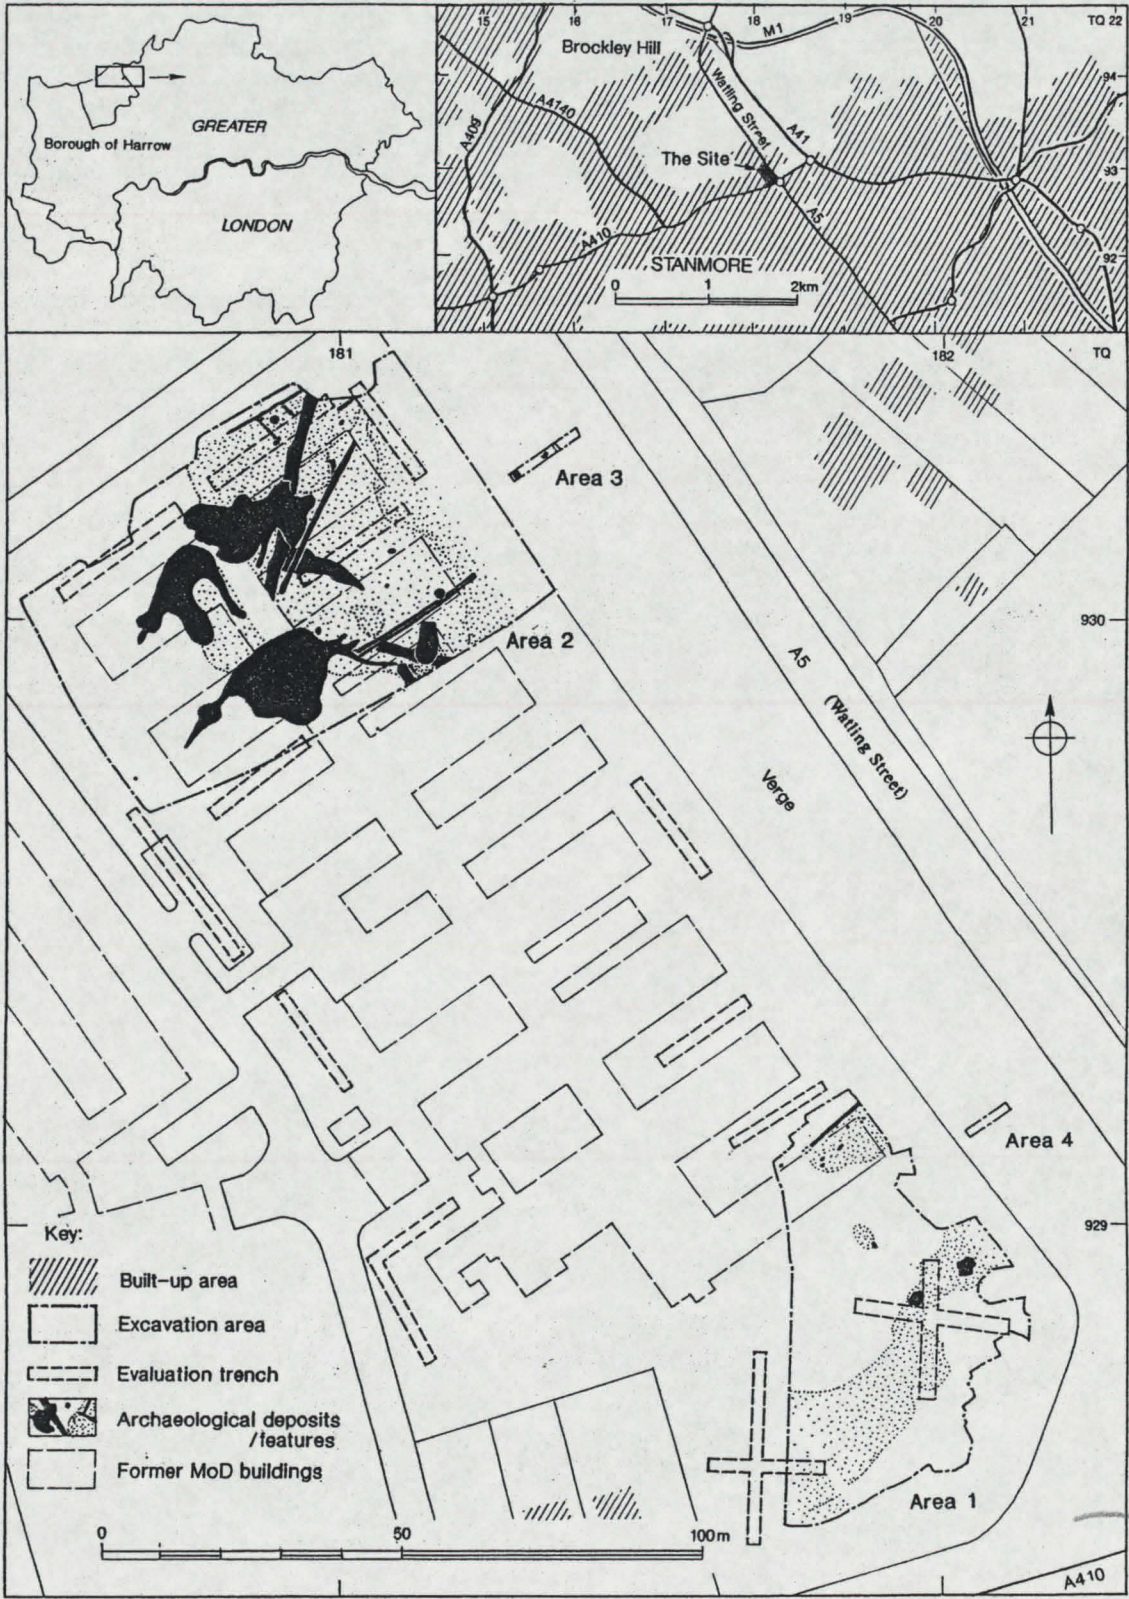 GREATER
Borough of Harrow
LONDON
15 16 17 18 19 20 21 TQ 22
M1
Brockley Hill
94
A409
A4140
Watling Street
A41
The Site
93
A5
A410
92
STANMORE
0 1 2km
181 182 TQ
Area 3
930
Area 2
A5
(Watling Street)
Verge
Area 4
929
Key:
Built-up area
Excavation area
Evaluation trench
Archaeological deposits
/features
Former MoD buildings
Area 1
0 50 100m
A410